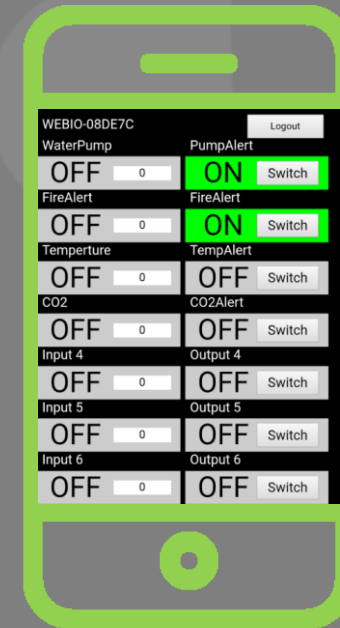 WEBIO-08DE7C Logout
WaterPump PumpAlert
OFF 0 ON Switch
FireAlert FireAlert
OFF 0 ON Switch
Temperture TempAlert
OFF 0 OFF Switch
CO2 CO2Alert
OFF 0 OFF Switch
Input 4 Output 4
OFF 0 OFF Switch
Input 5 Output 5
OFF 0 OFF Switch
Input 6 Output 6
OFF 0 OFF Switch